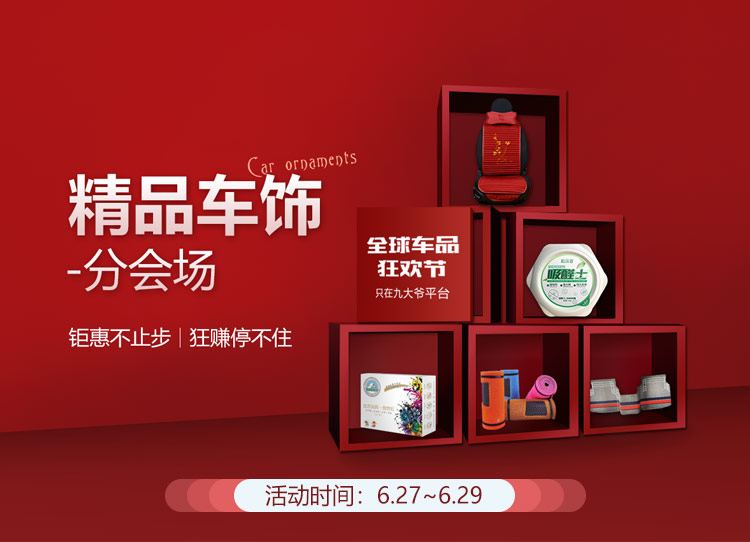 Car ornaments
精品车饰
-分会场
钜惠不止步|狂赚停不住
全球车品
狂欢节
只在九大爷平台
吸醛土
活动时间：6.27~6.29